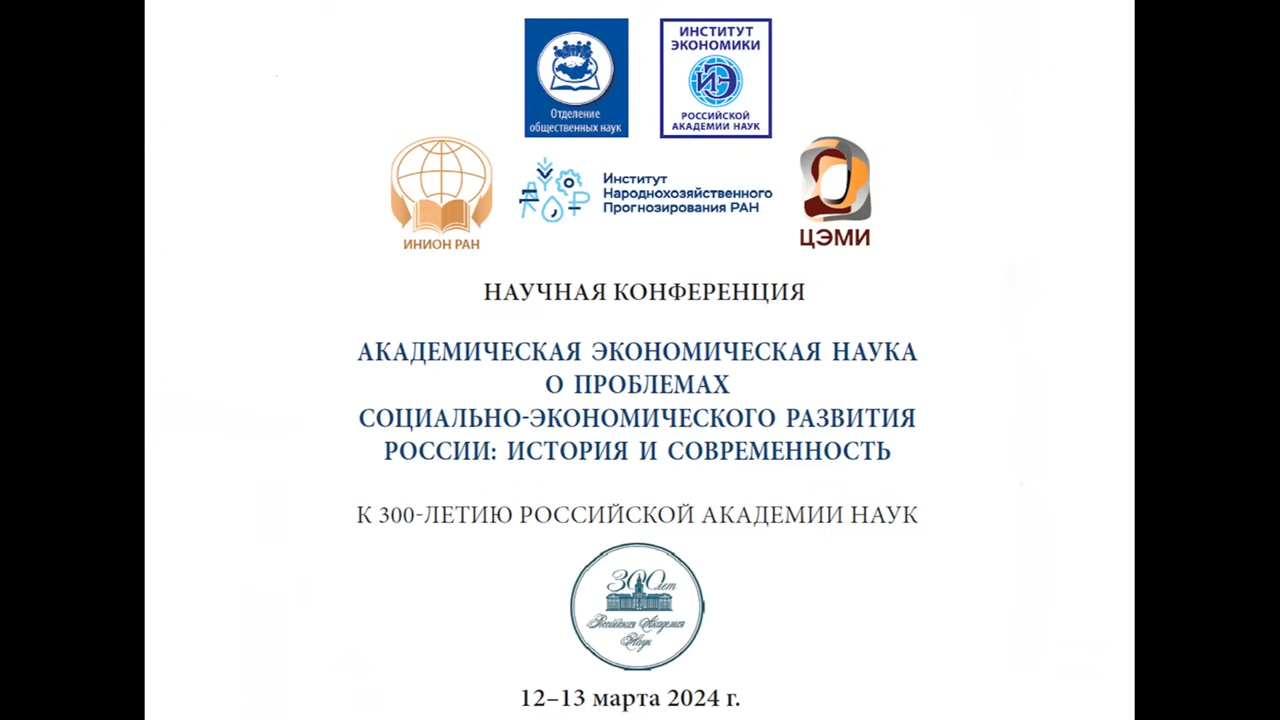 Отделение
общественных наук
ИНСТИТУТ
ЭКОНОМИКИ
ИЭ
РОССИЙСКОЙ
АКАДЕМИИ НАУК
ИНИОН РАН
Институт
Народнохозяйственного
Прогнозирования РАН
ЦЭМИ
НАУЧНАЯ КОНФЕРЕНЦИЯ
АКАДЕМИЧЕСКАЯ ЭКОНОМИЧЕСКАЯ НАУКА
О ПРОБЛЕМАХ
СОЦИАЛЬНО-ЭКОНОМИЧЕСКОГО РАЗВИТИЯ
РОССИИ: ИСТОРИЯ И СОВРЕМЕННОСТЬ
К 300-ЛЕТИЮ РОССИЙСКОЙ АКАДЕМИИ НАУК
300 лет
Российская Академия
Наук
12–13 марта 2024 г.